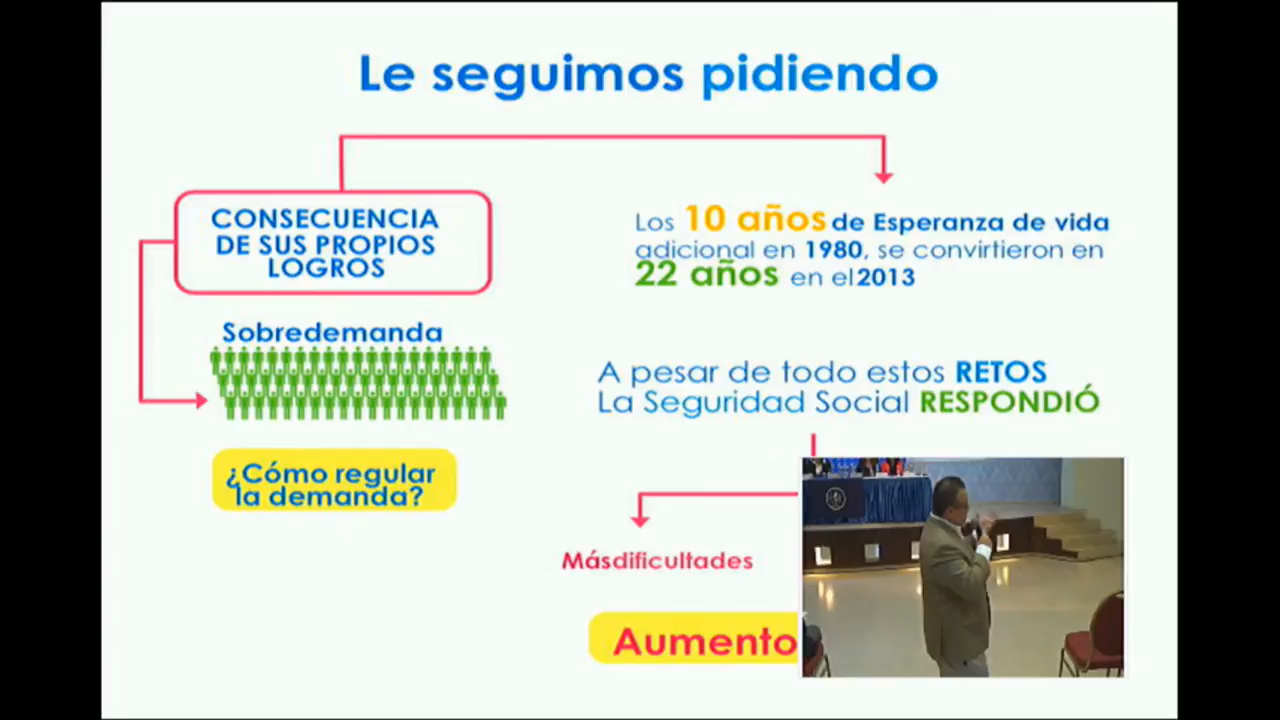 Le seguimos pidiendo
CONSECUENCIA
DE SUS PROPIOS
LOGROS
Sobredemanda
¿Cómo regular
la demanda?
Los 10 años de Esperanza de vida
adicional en 1980, se convirtieron en
22 años en el 2013
A pesar de todo estos RETOS
La Seguridad Social RESPONDIÓ
Másdificultades
Aumento